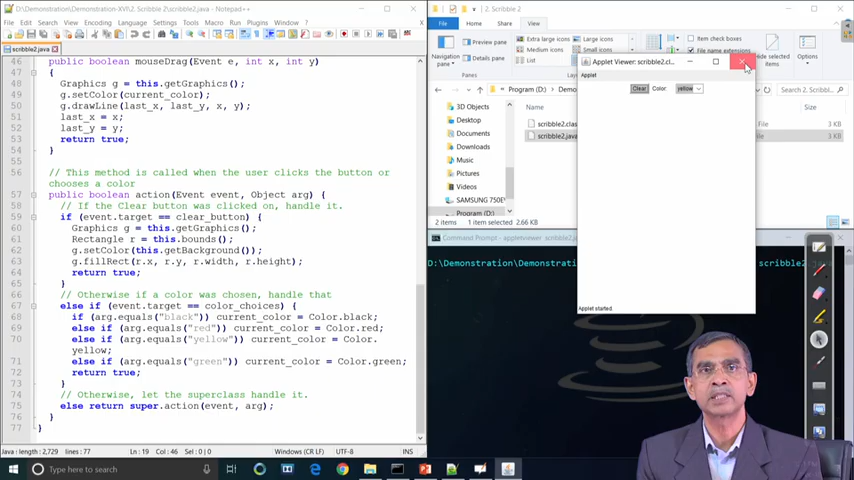 D:\Demonstration\Demonstration-XVI\2. Scribble 2\scribble2.java - Notepad++
File Edit Search View Encoding Language Settings Tools Macro Run Plugins Window ?
scribble2.java
46 public boolean mouseDrag(Event e, int x, int y)
47 {
48 Graphics g = this.getGraphics();
49 g.setColor(current_color);
50 g.drawLine(last_x, last_y, x, y);
51 last_x = x;
52 last_y = y;
53 return true;
54 }
55
56 // This method is called when the user clicks the button or
chooses a color
57 public boolean action(Event event, Object arg) {
58 // If the Clear button was clicked on, handle it.
59 if (event.target == clear_button) {
60 Graphics g = this.getGraphics();
61 Rectangle r = this.bounds();
62 g.setColor(this.getBackground());
63 g.fillRect(r.x, r.y, r.width, r.height);
64 return true;
65 }
66 // Otherwise if a color was chosen, handle that
67 else if (event.target == color_choices) {
68 if (arg.equals("black")) current_color = Color.black;
69 else if (arg.equals("red")) current_color = Color.red;
70 else if (arg.equals("yellow")) current_color = Color.
yellow;
71 else if (arg.equals("green")) current_color = Color.green;
72 return true;
73 }
74 // Otherwise, let the superclass handle it.
75 else return super.action(event, arg);
76 }
77 }
Java : length : 2,729 lines : 77 Ln : 19 Col : 46 Sel : 0 | 0 Windows (CR LF) UTF-8 INS
2. Scribble 2
File Home Share View
Navigation pane
Preview pane
Details pane
Panes
Extra large icons Large icons
Medium icons
List
Item check boxes
File name extensions
Hide selected items
Options
Program (D:) Demo
Search 2. Scribble 2
3D Objects
Desktop
Documents
Downloads
Music
Pictures
Videos
SAMSUNG 750E
Program (D:)
Name
scribble2.clas
scribble2.java
3 KB
3 KB
2 items 1 item selected 2.66 KB
Applet Viewer: scribble2.cl...
Applet
Clear Color: yellow
Applet started.
Command Prompt - appletviewer scribble2.j
D:\Demonstration\Demonstratio scribble2.java
Type here to search